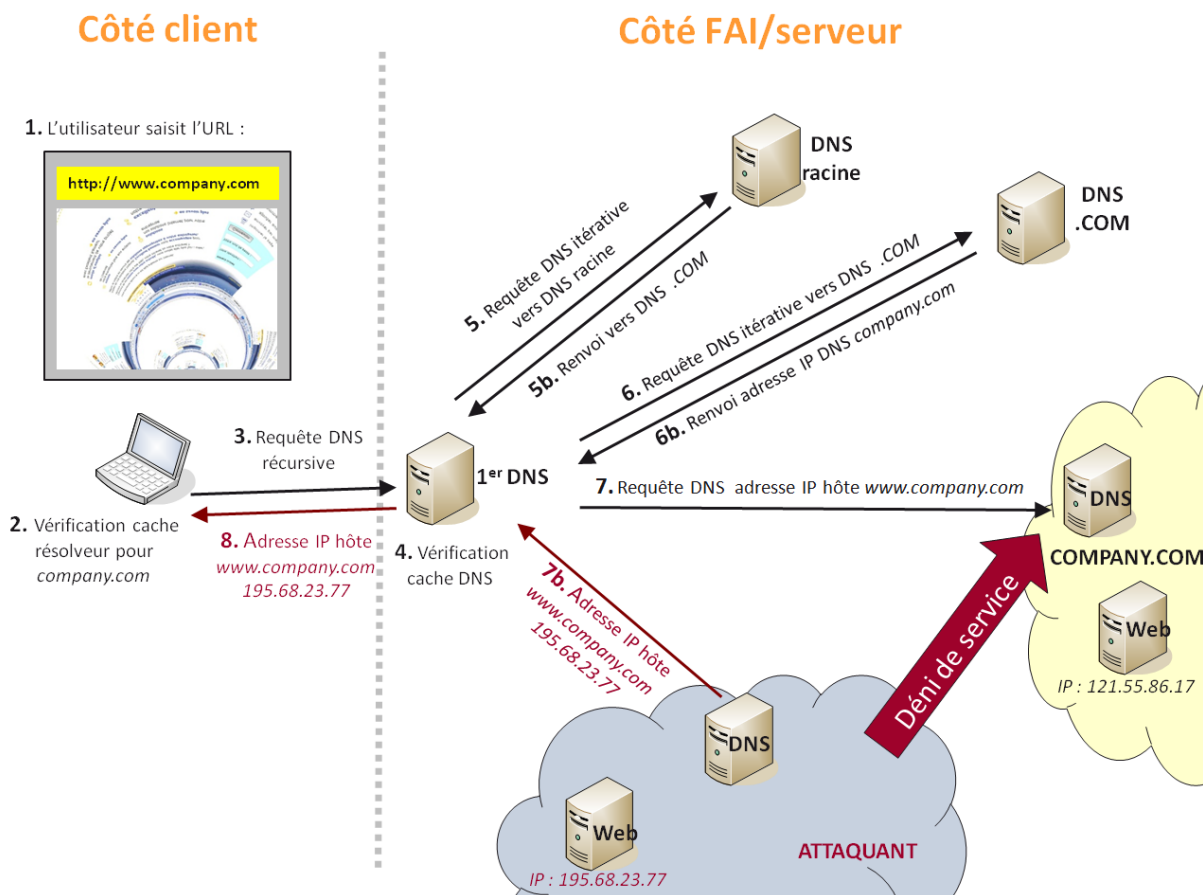 Côté client
Côté FAI/serveur
1. L'utilisateur saisit l'URL :
http://www.company.com
DNS
racine
DNS
.COM
5. Requête DNS itérative
vers DNS racine
5b. Renvoi vers DNS .COM
6. Requête DNS itérative vers DNS .COM
6b. Renvoi adresse IP DNS company.com
3. Requête DNS
récursive
1er DNS
7. Requête DNS adresse IP hôte www.company.com
DNS
2. Vérification cache
résolveur pour
company.com
8. Adresse IP hôte
www.company.com
195.68.23.77
4. Vérification
cache DNS
COMPANY.COM
7b. Adresse IP hôte
www.company.com
195.68.23.77
Déni de service
Web
IP : 121.55.86.17
DNS
Web
ATTAQUANT
IP : 195.68.23.77